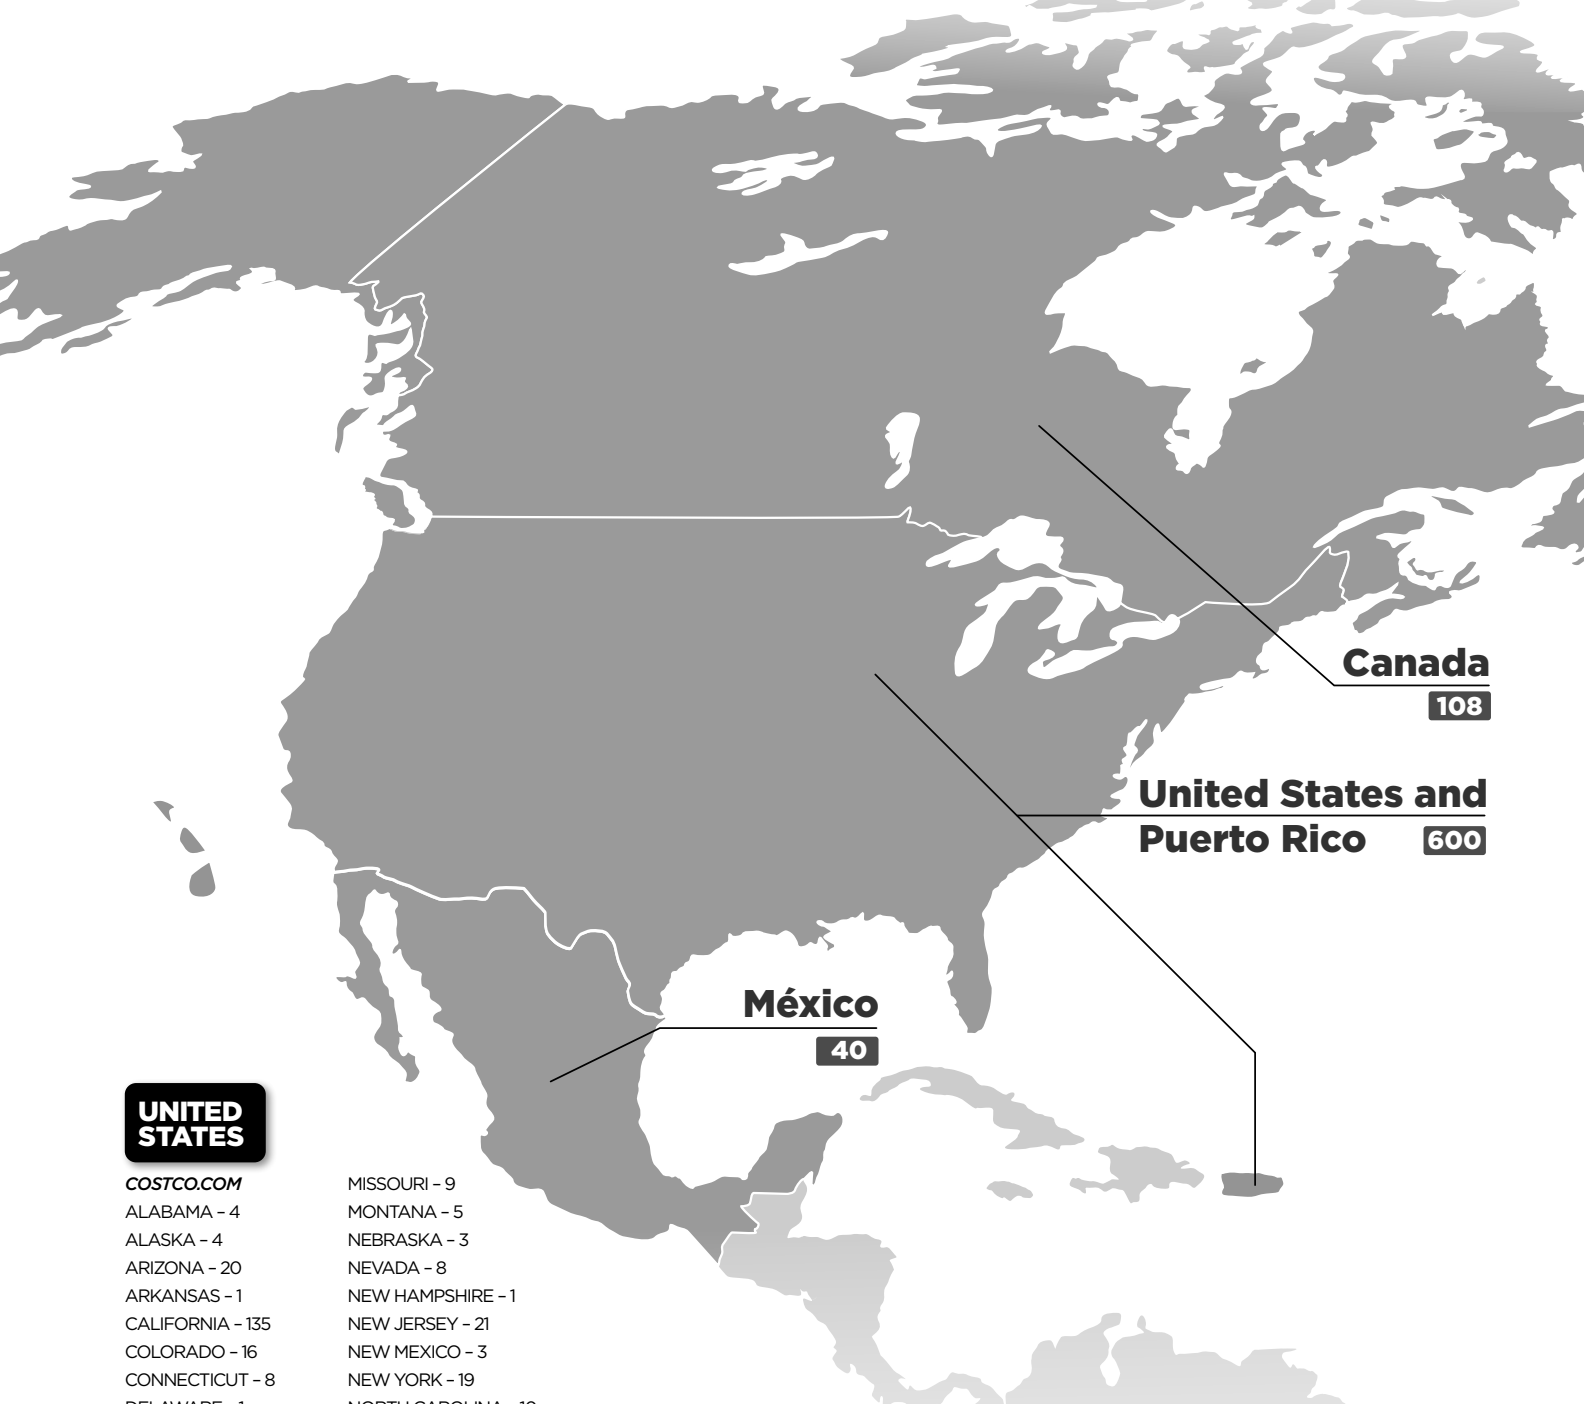 Canada
108
United States and
Puerto Rico 600
México
40
UNITED
STATES
COSTCO.COM
ALABAMA – 4
ALASKA – 4
ARIZONA – 20
ARKANSAS – 1
CALIFORNIA – 135
COLORADO – 16
CONNECTICUT – 8
MISSOURI – 9
MONTANA – 5
NEBRASKA – 3
NEVADA – 8
NEW HAMPSHIRE – 1
NEW JERSEY – 21
NEW MEXICO – 3
NEW YORK – 19